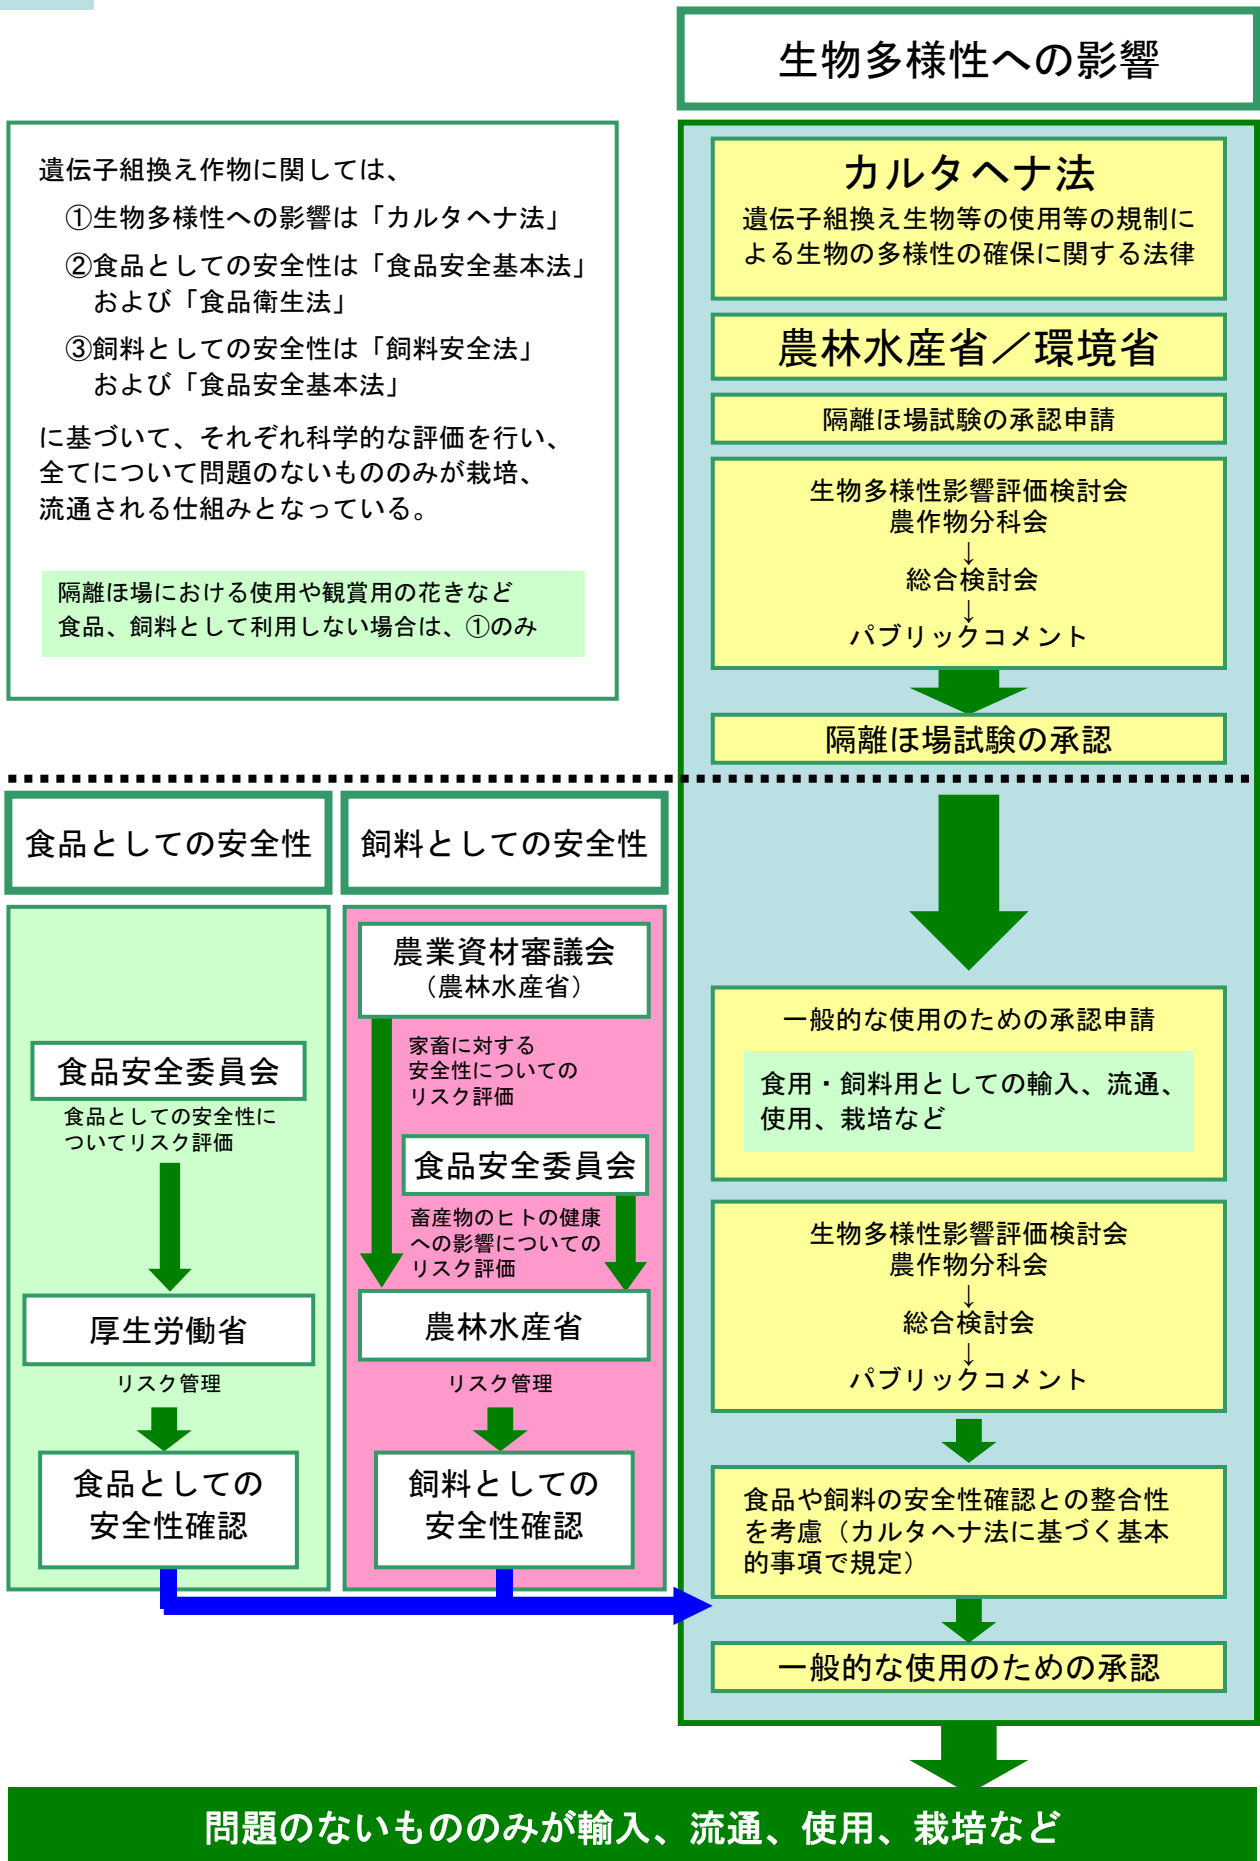 生物多様性への影響
遺伝子組換え作物に関しては、
①生物多様性への影響は「カルタヘナ法」
②食品としての安全性は「食品安全基本法」
および「食品衛生法」
③飼料としての安全性は「飼料安全法」
および「食品安全基本法」
に基づいて、それぞれ科学的な評価を行い、
全てについて問題のないもののみが栽培、
流通される仕組みとなっている。
隔離ほ場における使用や観賞用の花きなど
食品、飼料として利用しない場合は、①のみ
カルタヘナ法
遺伝子組換え生物等の使用等の規制に
よる生物の多様性の確保に関する法律
農林水産省／環境省
隔離ほ場試験の承認申請
生物多様性影響評価検討会
農作物分科会
↓
総合検討会
↓
パブリックコメント
隔離ほ場試験の承認
食品としての安全性
食品安全委員会
食品としての安全性に
ついてリスク評価
厚生労働省
リスク管理
食品としての
安全性確認
飼料としての安全性
農業資材審議会
（農林水産省）
家畜に対する
安全性についての
リスク評価
食品安全委員会
畜産物のヒトの健康
への影響についての
リスク評価
農林水産省
リスク管理
飼料としての
安全性確認
一般的な使用のための承認申請
食用・飼料用としての輸入、流通、
使用、栽培など
生物多様性影響評価検討会
農作物分科会
↓
総合検討会
↓
パブリックコメント
食品や飼料の安全性確認との整合性
を考慮（カルタヘナ法に基づく基本
的事項で規定）
一般的な使用のための承認
問題のないもののみが輸入、流通、使用、栽培など